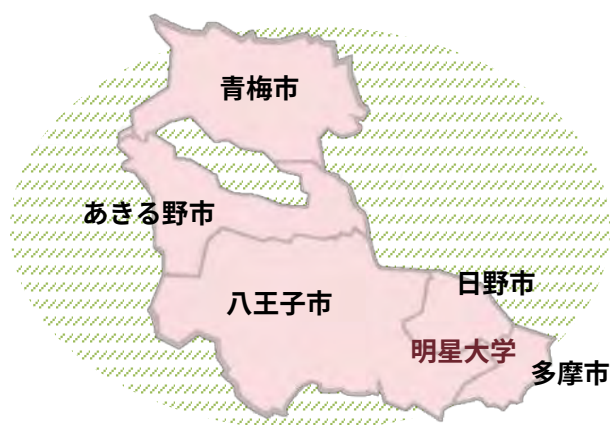 青梅市
あきる野市
日野市
八王子市
明星大学
多摩市